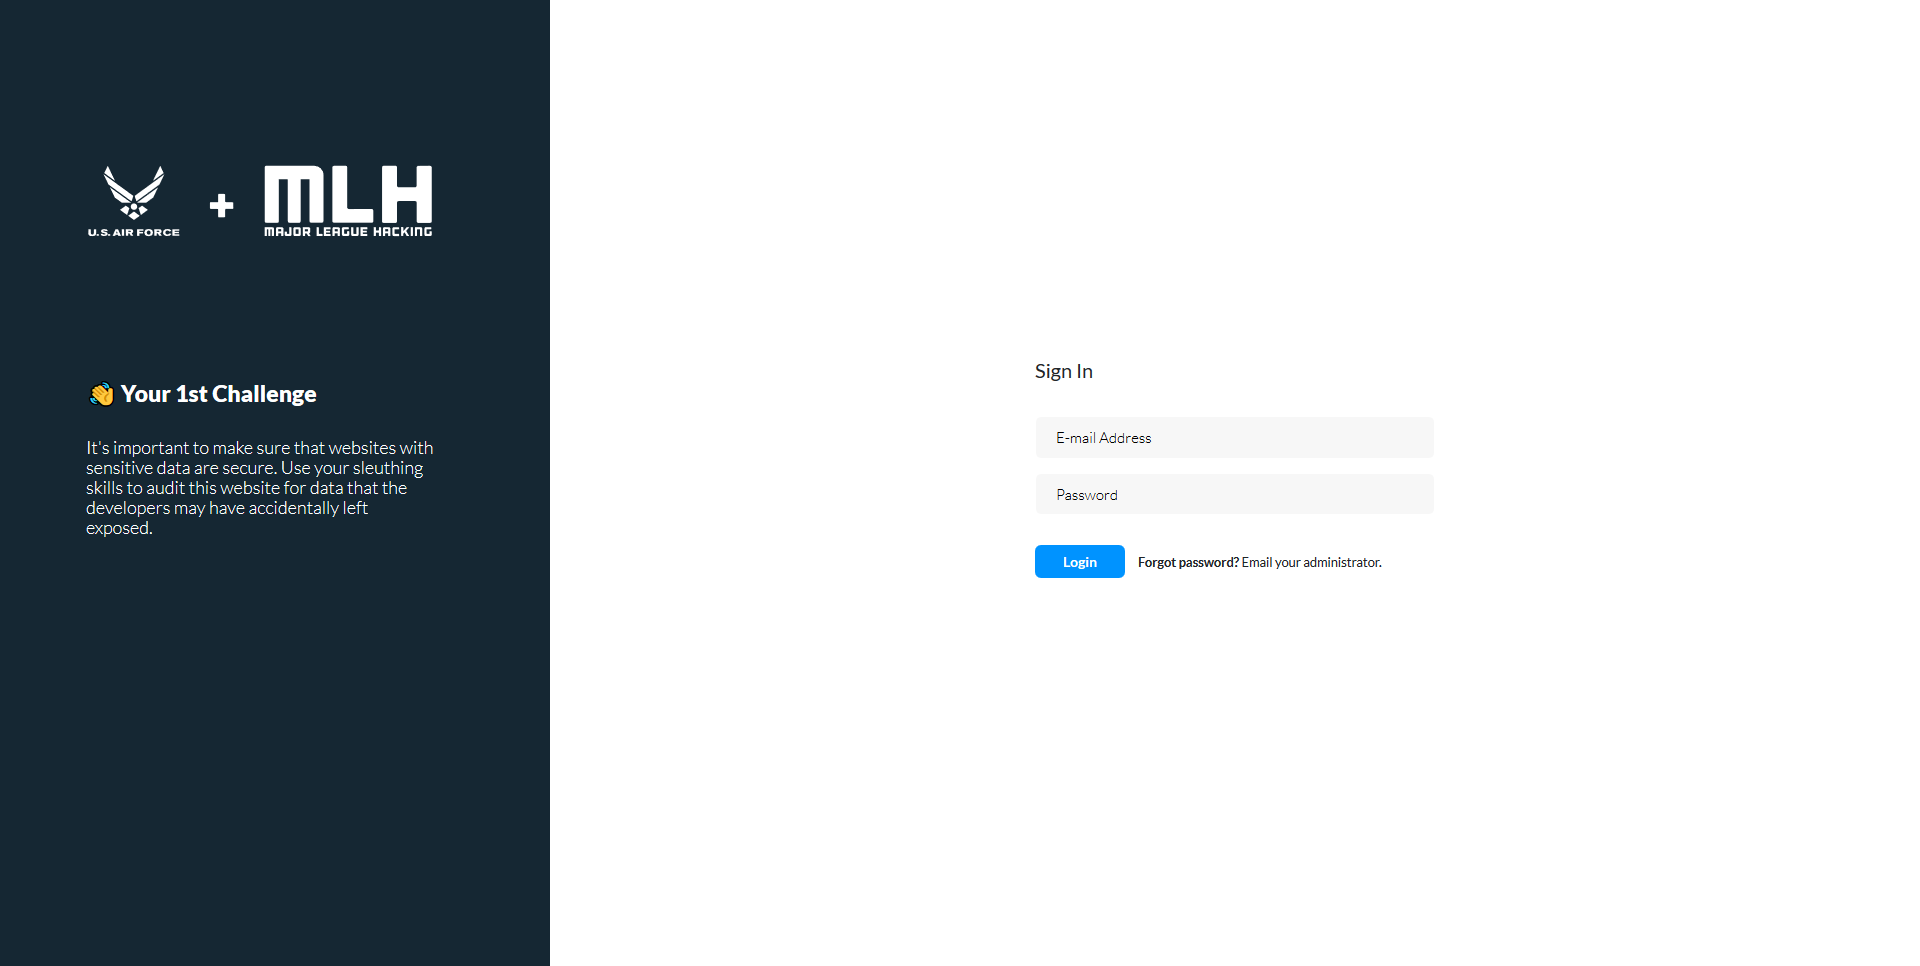 U.S. AIR FORCE
+
MLH
MAJOR LEAGUE HACKING
👋 Your 1st Challenge
It's important to make sure that websites with
sensitive data are secure. Use your sleuthing
skills to audit this website for data that the
developers may have accidentally left
exposed.
Sign In
E-mail Address
Password
Login
Forgot password? Email your administrator.